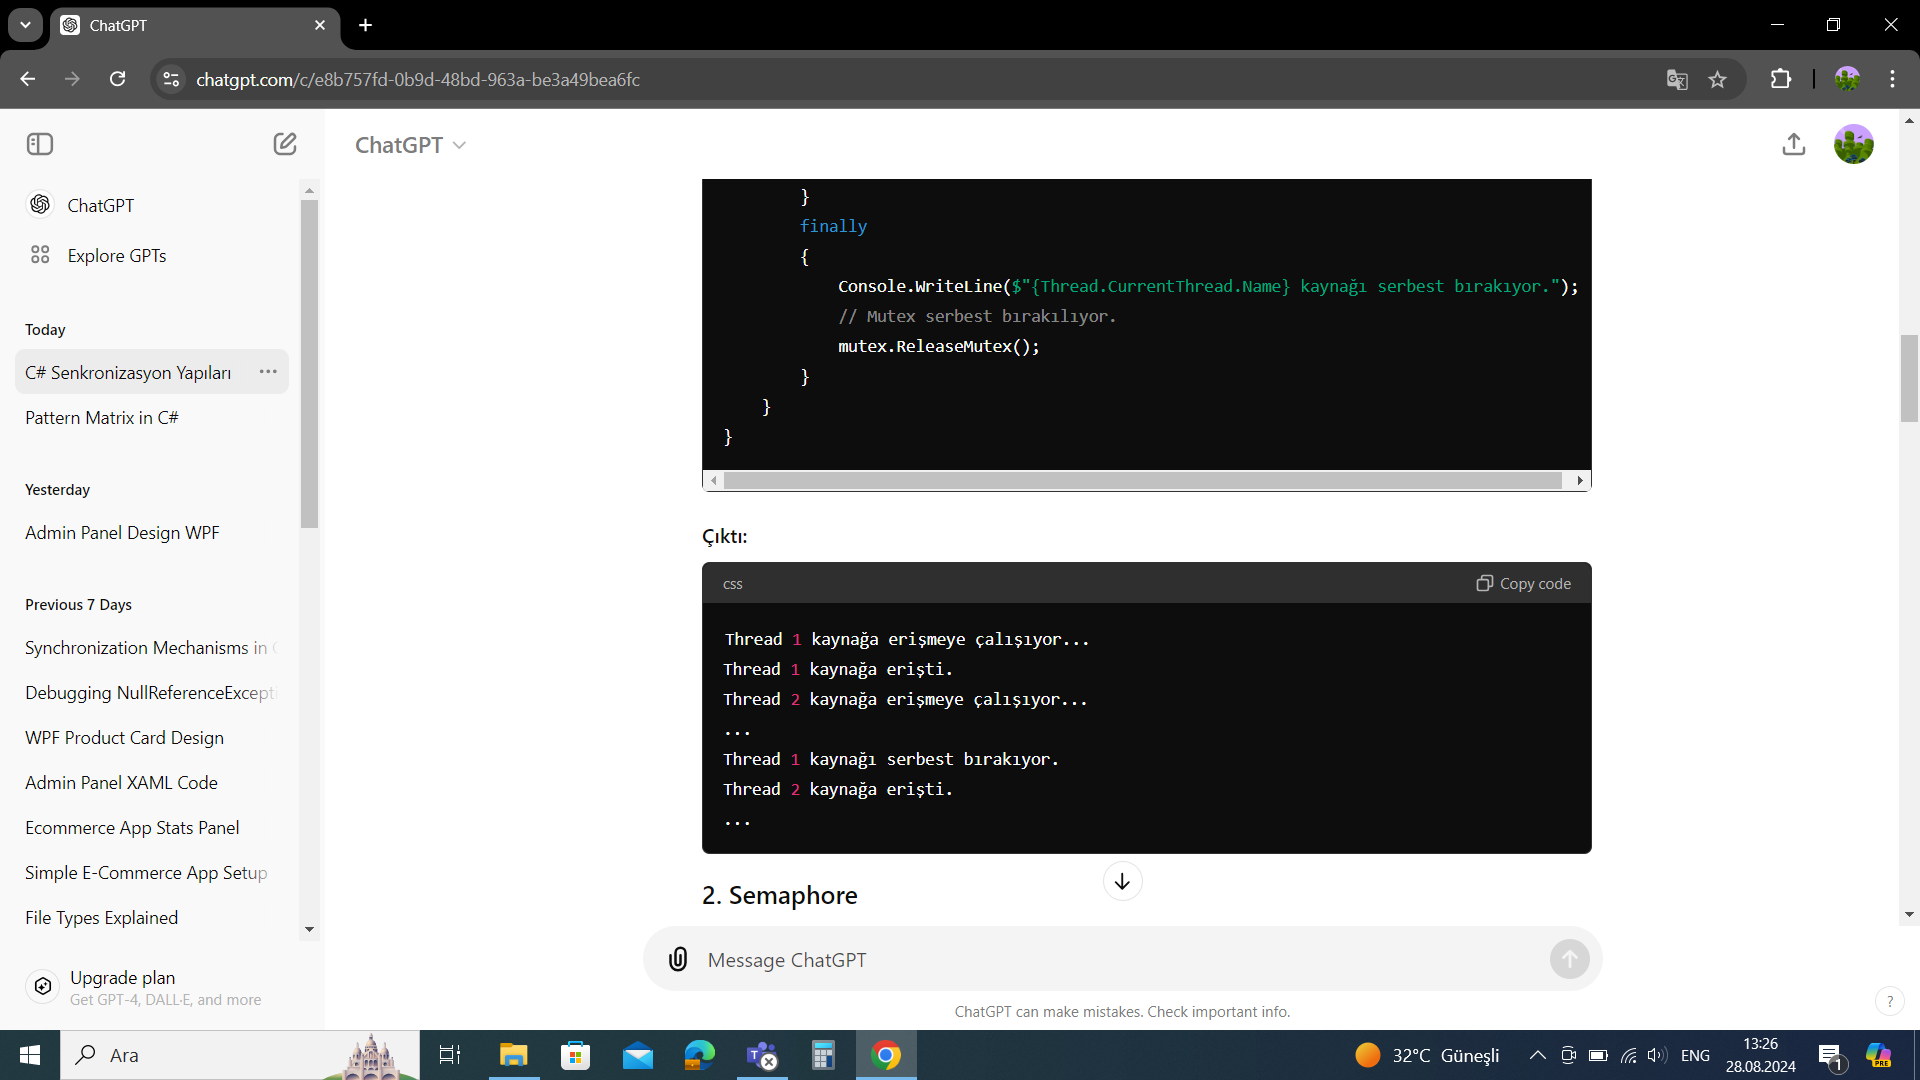 ChatGPT
chatgpt.com/c/e8b757fd-0b9d-48bd-963a-be3a49bea6fc
ChatGPT
Explore GPTs
Today
C# Senkronizasyon Yapıları
Pattern Matrix in C#
Yesterday
Admin Panel Design WPF
Previous 7 Days
Synchronization Mechanisms in
Debugging NullReferenceExcepti
WPF Product Card Design
Admin Panel XAML Code
Ecommerce App Stats Panel
Simple E-Commerce App Setup
File Types Explained
Upgrade plan
Get GPT-4, DALL·E, and more
ChatGPT
}
finally
{
Console.WriteLine($"{Thread.CurrentThread.Name} kaynağı serbest bırakıyor.");
// Mutex serbest bırakılıyor.
mutex.ReleaseMutex();
}
}
}
Çıktı:
css
Copy code
Thread 1 kaynağa erişmeye çalışıyor...
Thread 1 kaynağa erişti.
Thread 2 kaynağa erişmeye çalışıyor...
...
Thread 1 kaynağı serbest bırakıyor.
Thread 2 kaynağa erişti.
...
2. Semaphore
Message ChatGPT
ChatGPT can make mistakes. Check important info.
?
Ara
32°C Güneşli
ENG
13:26
28.08.2024
1
PRE